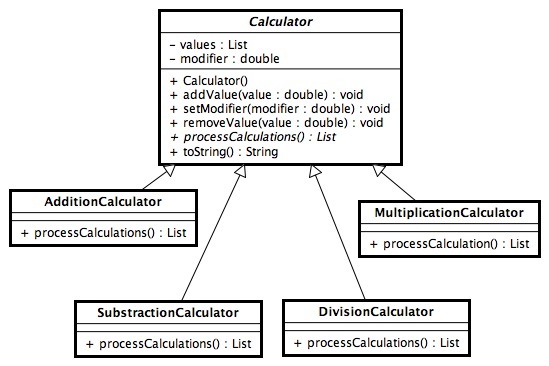 Calculator
- values : List
- modifier : double
+ Calculator()
+ addValue(value : double) : void
+ setModifier(modifier : double) : void
+ removeValue(value : double) : void
+ processCalculations() : List
+ toString() : String
AdditionCalculator
+ processCalculations() : List
MultiplicationCalculator
+ processCalculation() : List
SubstractionCalculator
+ processCalculations() : List
DivisionCalculator
+ processCalculations() : List